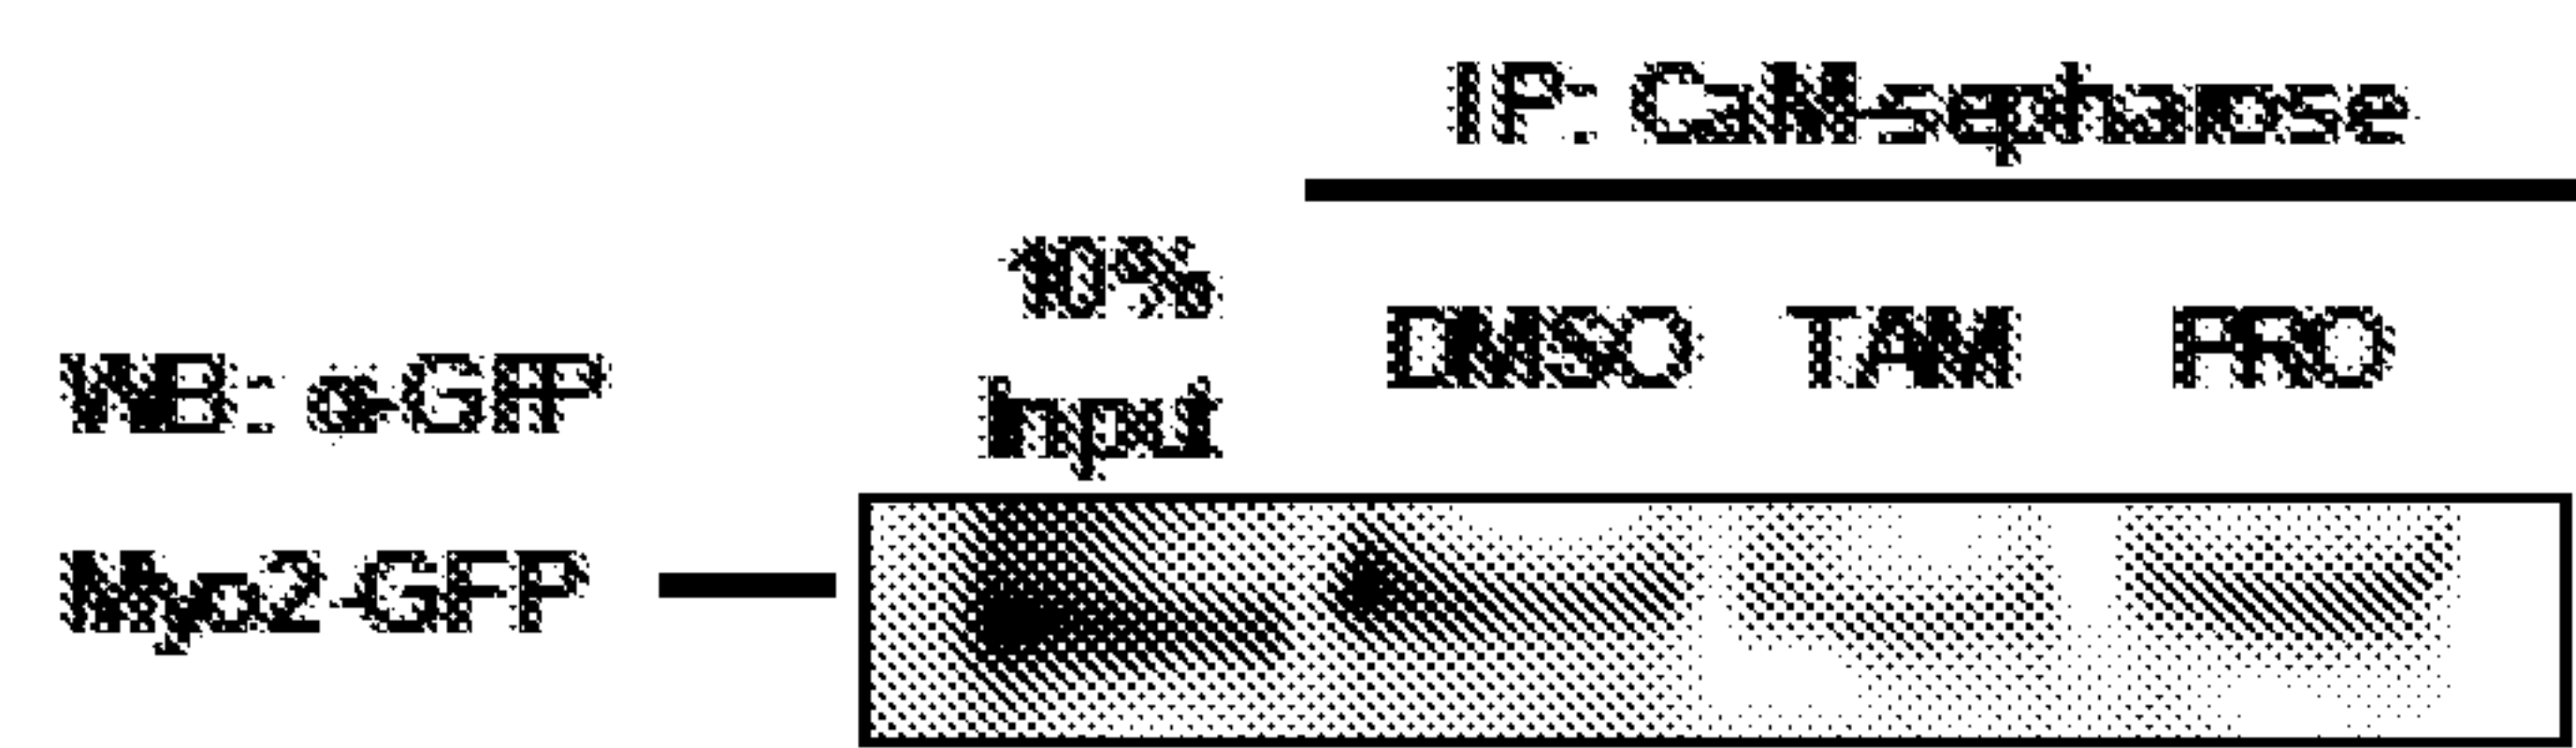 IP: CaM-sepharose
10%
Input
DMSO TAM PRO
WB: α-GFP
Myo2-GFP